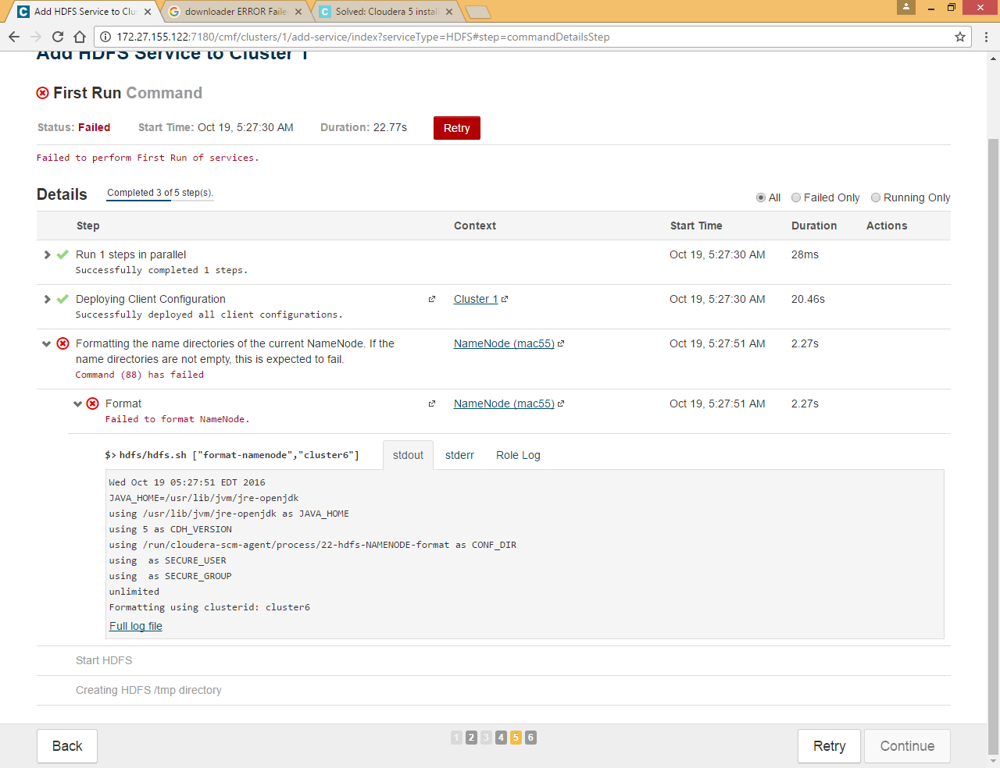 Add HDFS Service to Clu
downloader ERROR Faile
Solved: Cloudera 5 instal
172.27.155.122:7180/cmf/clusters/1/add-service/index?serviceType=HDFS#step=commandDetailsStep
Add HDFS Service to Cluster 1
First Run Command
Status: Failed Start Time: Oct 19, 5:27:30 AM Duration: 22.77s Retry
Failed to perform First Run of services.
Details Completed 3 of 5 step(s).
All Failed Only Running Only
Step Context Start Time Duration Actions
Run 1 steps in parallel Oct 19, 5:27:30 AM 28ms
Successfully completed 1 steps.
Deploying Client Configuration Cluster 1 Oct 19, 5:27:30 AM 20.46s
Successfully deployed all client configurations.
Formatting the name directories of the current NameNode. If the NameNode (mac55) Oct 19, 5:27:51 AM 2.27s
name directories are not empty, this is expected to fail.
Command (88) has failed
Format NameNode (mac55) Oct 19, 5:27:51 AM 2.27s
Failed to format NameNode.
$> hdfs/hdfs.sh ["format-namenode","cluster6"] stdout stderr Role Log
Wed Oct 19 05:27:51 EDT 2016
JAVA_HOME=/usr/lib/jvm/jre-openjdk
using /usr/lib/jvm/jre-openjdk as JAVA_HOME
using 5 as CDH_VERSION
using /run/cloudera-scm-agent/process/22-hdfs-NAMENODE-format as CONF_DIR
using  as SECURE_USER
using  as SECURE_GROUP
unlimited
Formatting using clusterid: cluster6
Full log file
Start HDFS
Creating HDFS /tmp directory
Back 1 2 3 4 5 6 Retry Continue